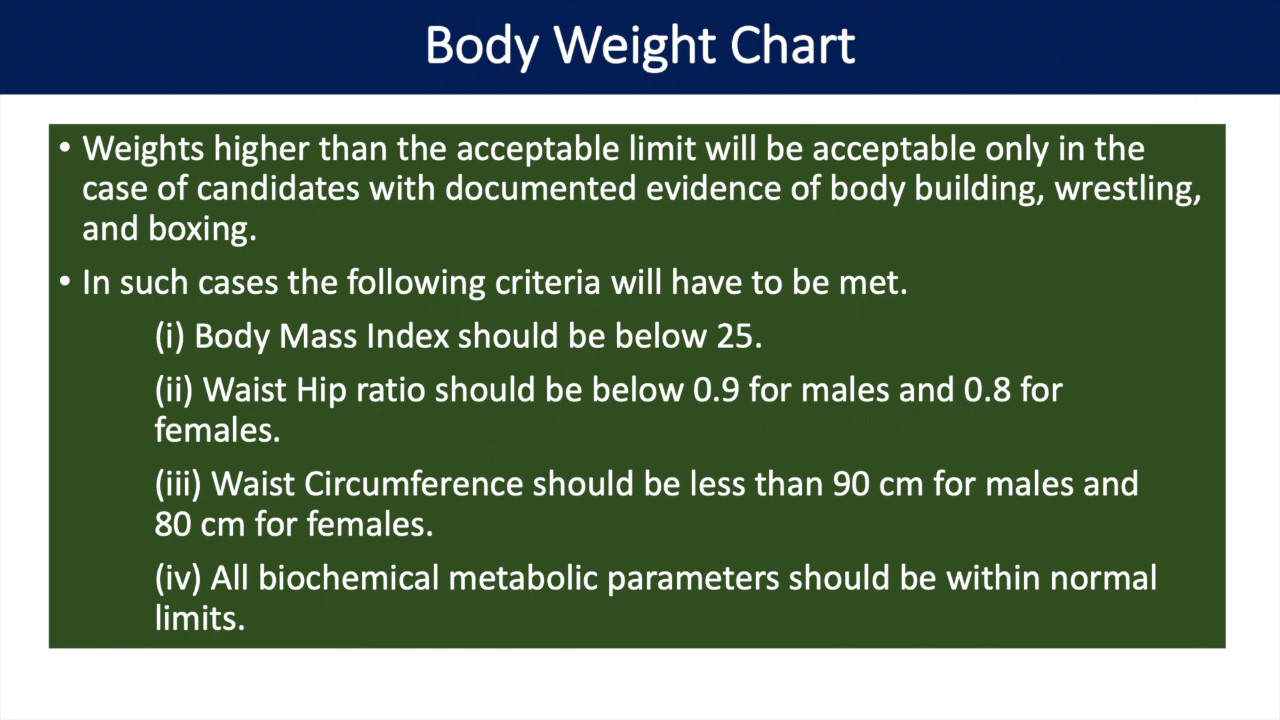 Body Weight Chart
• Weights higher than the acceptable limit will be acceptable only in the
case of candidates with documented evidence of body building, wrestling,
and boxing.
• In such cases the following criteria will have to be met.
(i) Body Mass Index should be below 25.
(ii) Waist Hip ratio should be below 0.9 for males and 0.8 for
females.
(iii) Waist Circumference should be less than 90 cm for males and
80 cm for females.
(iv) All biochemical metabolic parameters should be within normal
limits.